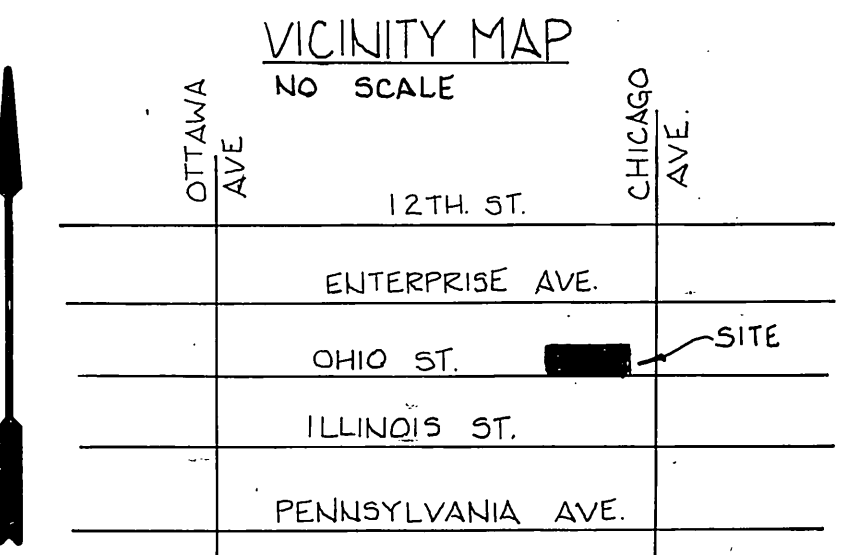 VICINITY MAP
NO SCALE
OTTAWA
AVE
CHICAGO
AVE.
12TH. ST.
ENTERPRISE AVE.
SITE
OHIO ST.
ILLINOIS ST.
PENNSYLVANIA AVE.